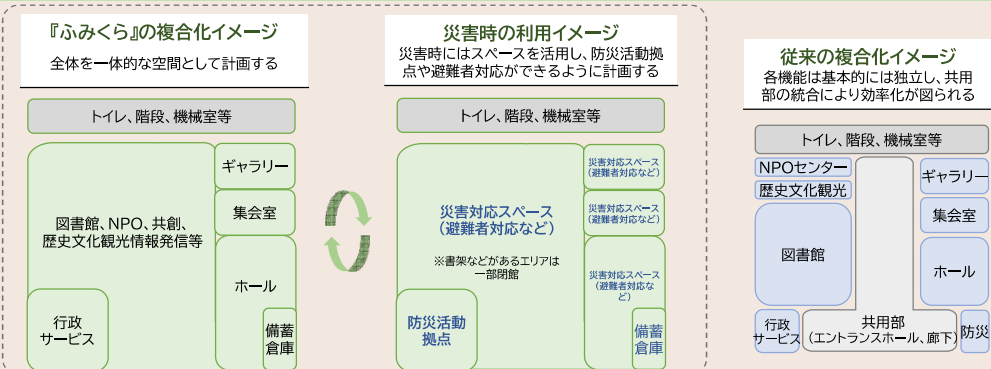 『ふみくら』の複合化イメージ
全体を一体的な空間として計画する
トイレ、階段、機械室等
ギャラリー
集会室
図書館、NPO、共創、
歴史文化観光情報発信等
ホール
行政
サービス
備蓄
倉庫
災害時の利用イメージ
災害時にはスペースを活用し、防災活動拠
点や避難者対応ができるように計画する
トイレ、階段、機械室等
災害対応スペース
（避難者対応など）
災害対応スペース
（避難者対応など）
災害対応スペース
（避難者対応など）
※書架などがあるエリアは
一部閉館
災害対応スペース
（避難者対応な
ど）
防災活動
拠点
備蓄
倉庫
従来の複合化イメージ
各機能は基本的には独立し、共用
部の統合により効率化が図られる
トイレ、階段、機械室等
NPOセンター
歴史文化観光
ギャラリー
集会室
図書館
ホール
行政
サービス
共用部
（エントランスホール、廊下）
防災